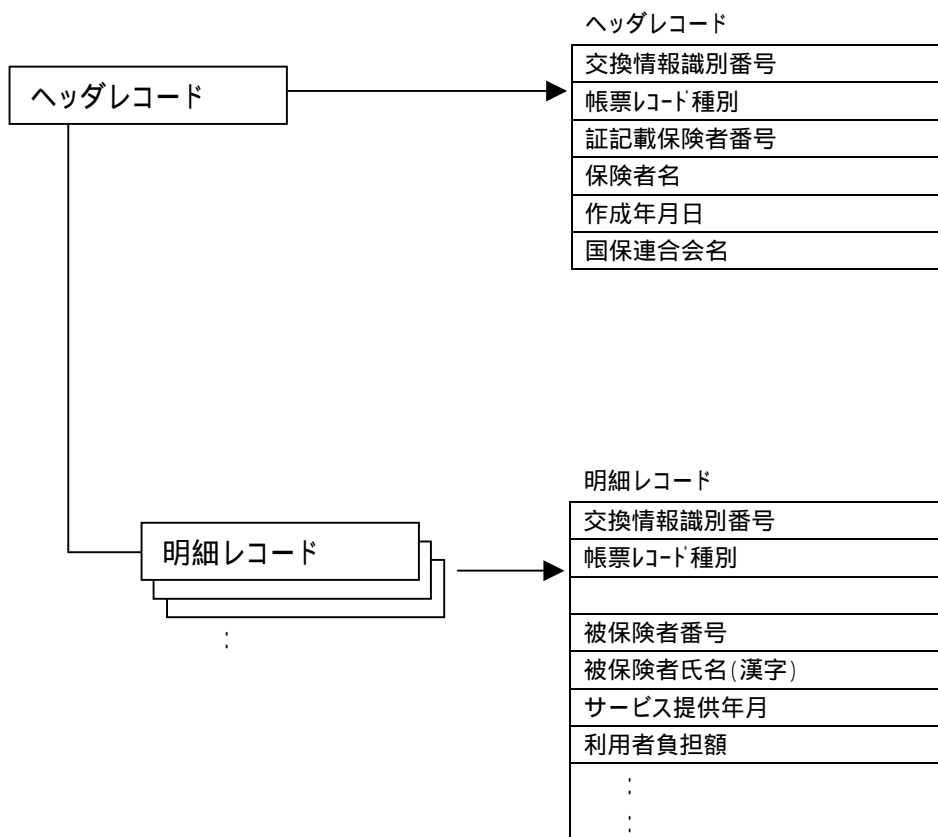 ヘッダレコード
ヘッダレコード
交換情報識別番号
帳票ﾚｺｰﾄﾞ種別
証記載保険者番号
保険者名
作成年月日
国保連合会名
明細レコード
:
明細レコード
交換情報識別番号
帳票ﾚｺｰﾄﾞ種別
被保険者番号
被保険者氏名(漢字)
サービス提供年月
利用者負担額
:
: